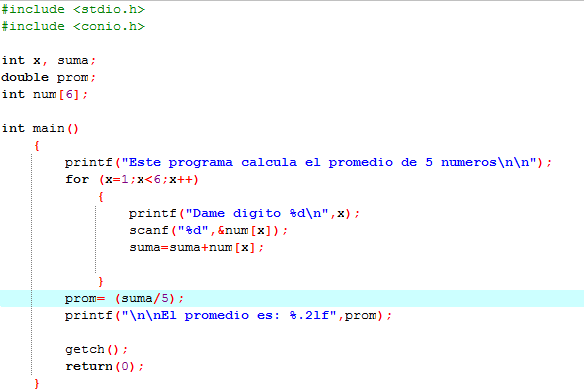 #include <stdio.h>
#include <conio.h>
int x, suma;
double prom;
int num[6];
int main()
{
printf("Este programa calcula el promedio de 5 numeros\n\n");
for (x=1;x<6;x++)
{
printf("Dame digito %d\n",x);
scanf("%d",&num[x]);
suma=suma+num[x];
}
prom= (suma/5);
printf("\n\nEl promedio es: %.2lf",prom);
getch();
return(0);
}